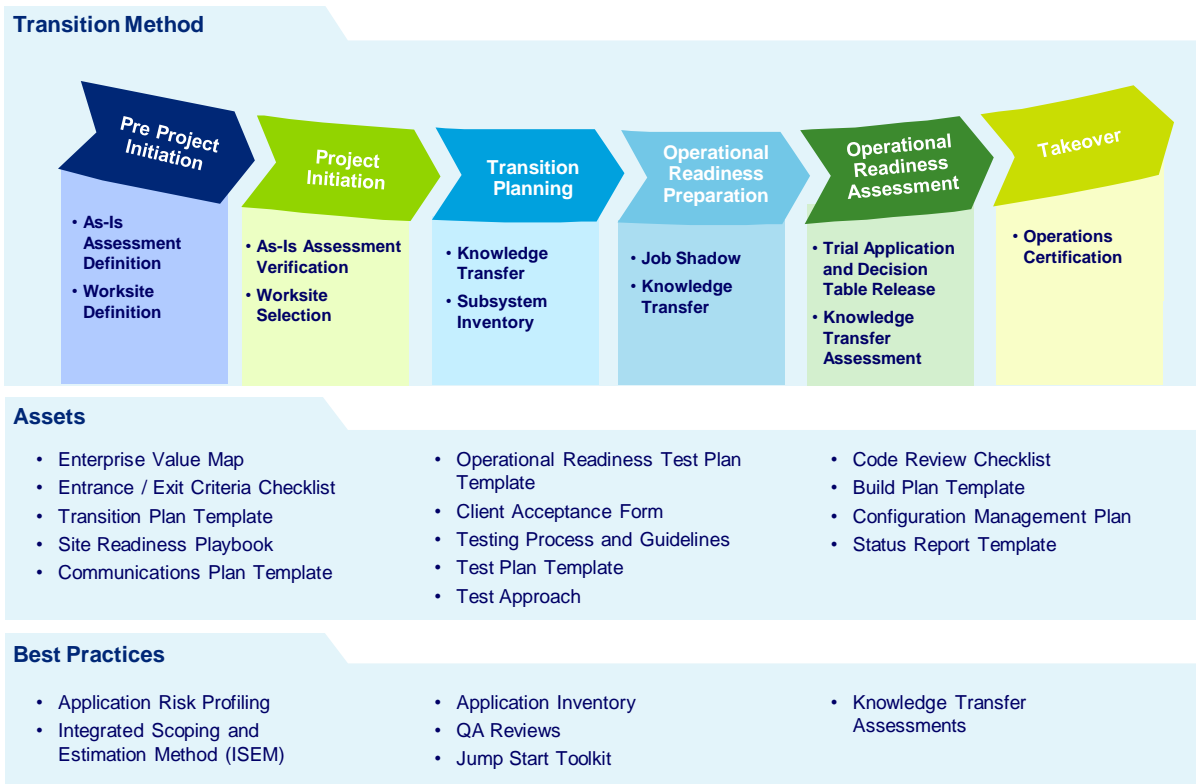 Transition Method
Pre Project
Initiation
Project
Initiation
Transition
Planning
Operational
Readiness
Preparation
Operational
Readiness
Assessment
Takeover
• As-Is
Assessment
Definition
• Worksite
Definition
• As-Is Assessment
Verification
• Worksite
Selection
• Knowledge
Transfer
• Subsystem
Inventory
• Job Shadow
• Knowledge
Transfer
• Trial Application
and Decision
Table Release
• Knowledge
Transfer
Assessment
• Operations
Certification
Assets
• Enterprise Value Map
• Entrance / Exit Criteria Checklist
• Transition Plan Template
• Site Readiness Playbook
• Communications Plan Template
• Operational Readiness Test Plan
Template
• Client Acceptance Form
• Testing Process and Guidelines
• Test Plan Template
• Test Approach
• Code Review Checklist
• Build Plan Template
• Configuration Management Plan
• Status Report Template
Best Practices
• Application Risk Profiling
• Integrated Scoping and
Estimation Method (ISEM)
• Application Inventory
• QA Reviews
• Jump Start Toolkit
• Knowledge Transfer
Assessments